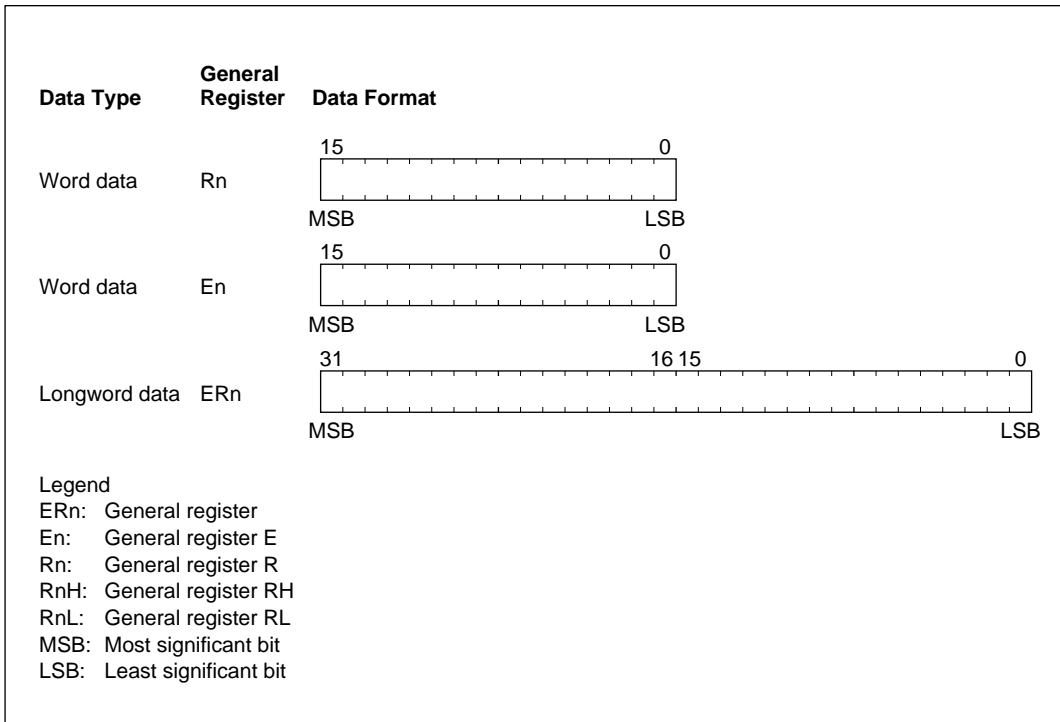 General
Data Type Register Data Format
15 0
Word data Rn
MSB LSB
15 0
Word data En
MSB LSB
31 16 15 0
Longword data ERn
MSB LSB
Legend
ERn: General register
En: General register E
Rn: General register R
RnH: General register RH
RnL: General register RL
MSB: Most significant bit
LSB: Least significant bit